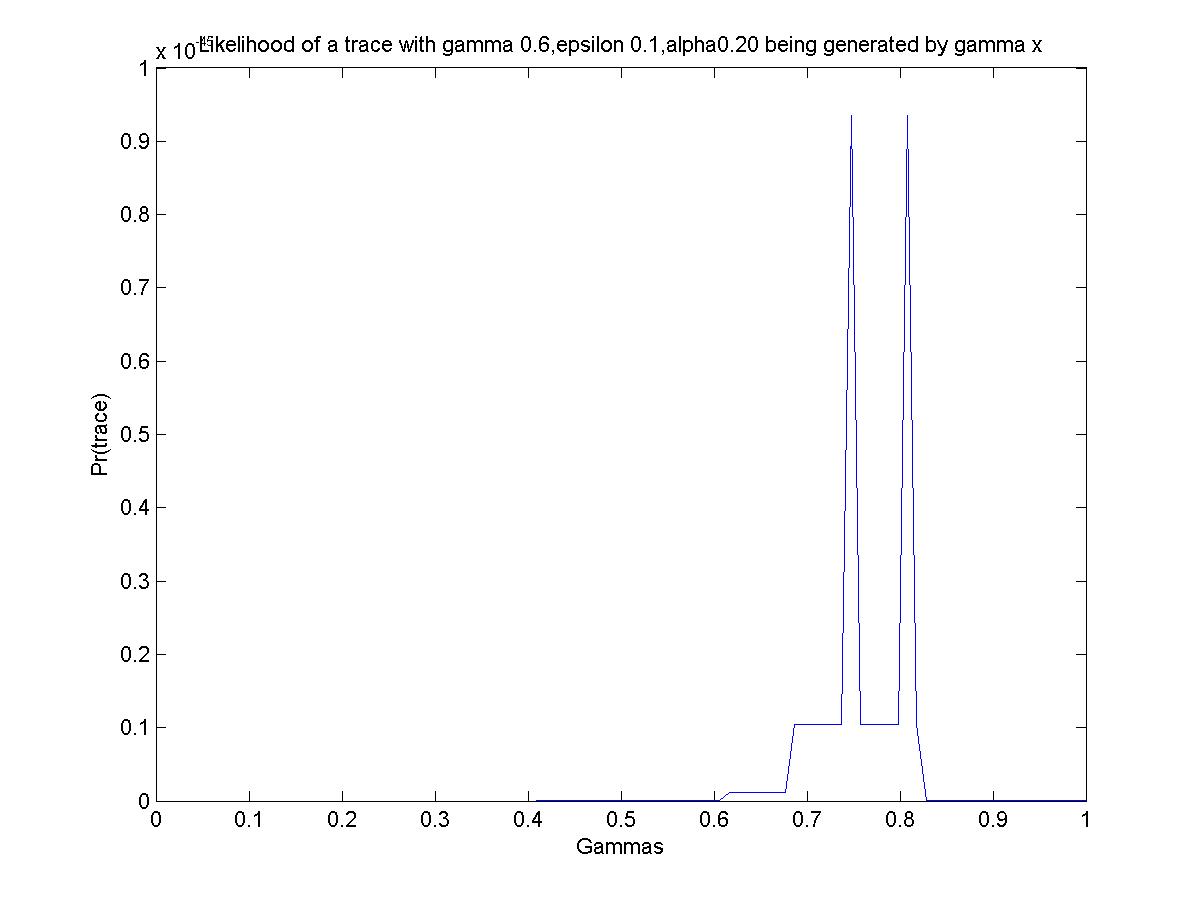 x 10
Likelihood of a trace with gamma 0.6,epsilon 0.1,alpha0.20 being generated by gamma x
1
0.9
0.8
0.7
0.6
0.5
0.4
0.3
0.2
0.1
0
Pr(trace)
0 0.1 0.2 0.3 0.4 0.5 0.6 0.7 0.8 0.9 1
Gammas